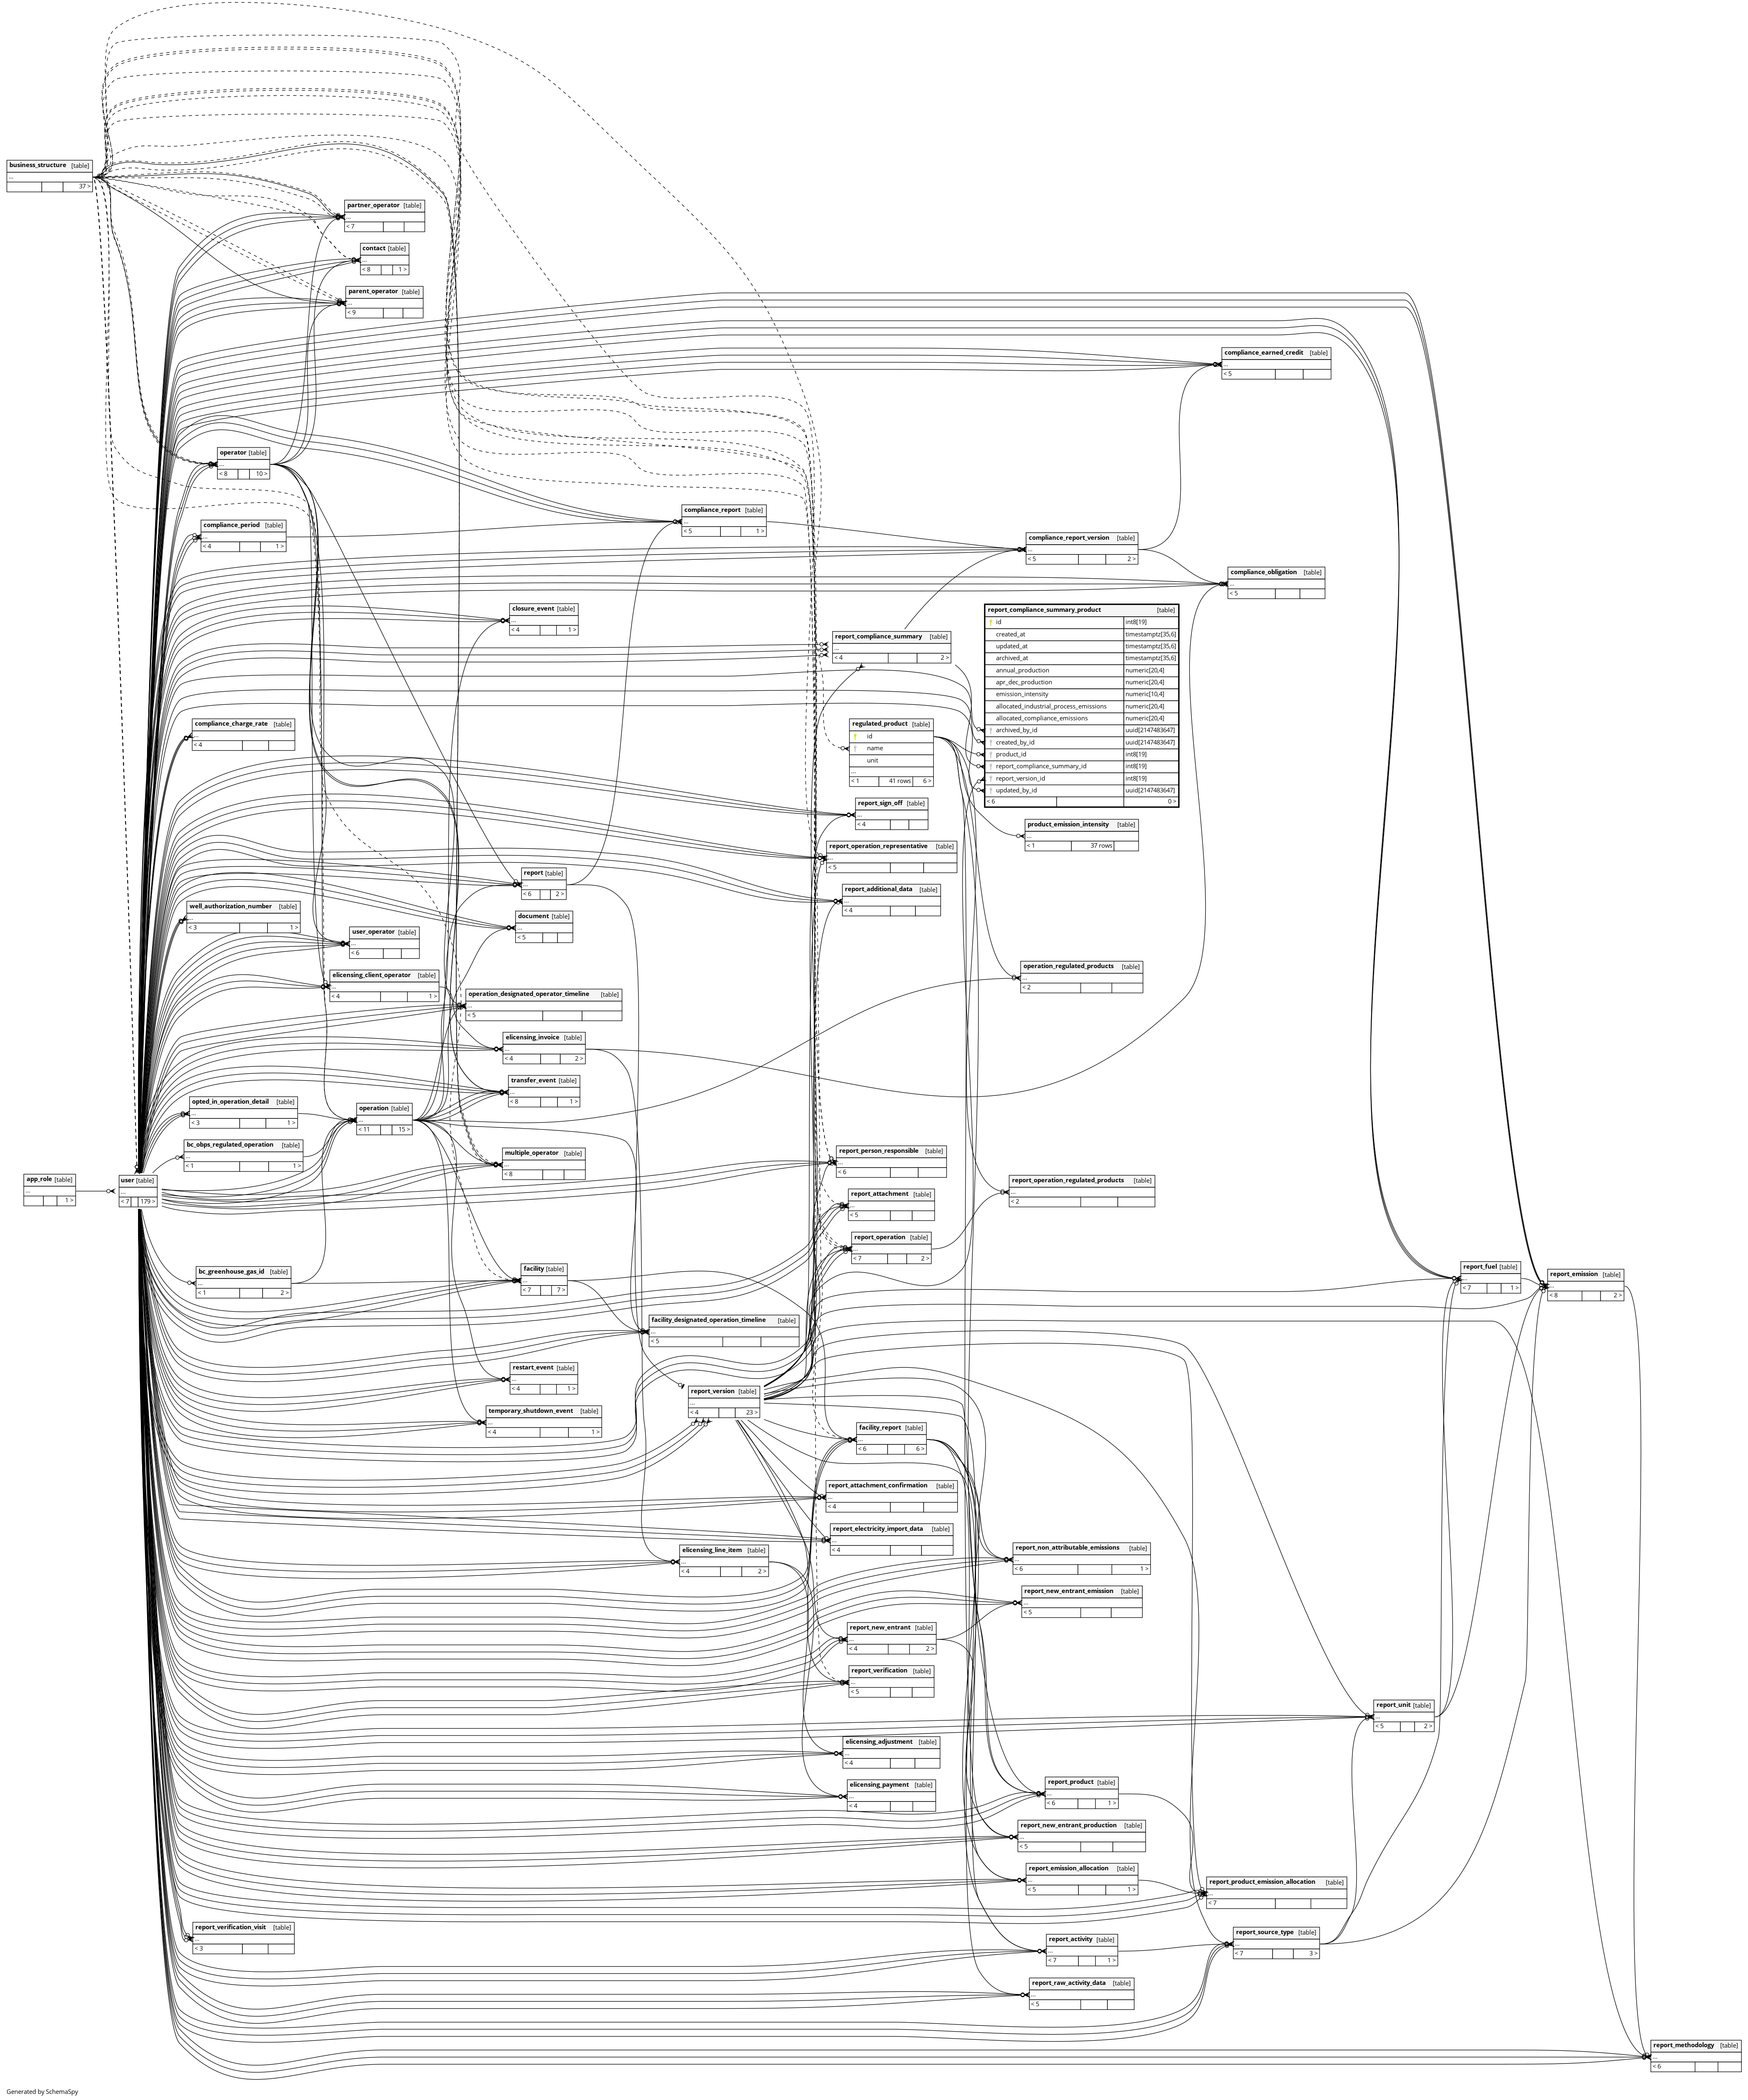 business_structure [table]
...
37 >
partner_operator [table]
...
< 7
contact [table]
...
< 8 1 >
parent_operator [table]
...
< 9
compliance_earned_credit [table]
...
< 5
operator [table]
...
< 8 10 >
compliance_report [table]
...
< 5 1 >
compliance_period [table]
...
< 4 1 >
compliance_report_version [table]
...
< 5 2 >
compliance_obligation [table]
...
< 5
closure_event [table]
...
< 4 1 >
report_compliance_summary_product [table]
id int8[19]
created_at timestamptz[35,6]
updated_at timestamptz[35,6]
archived_at timestamptz[35,6]
annual_production numeric[20,4]
apr_dec_production numeric[20,4]
emission_intensity numeric[10,4]
allocated_industrial_process_emissions numeric[20,4]
allocated_compliance_emissions numeric[20,4]
archived_by_id uuid[2147483647]
created_by_id uuid[2147483647]
product_id int8[19]
report_compliance_summary_id int8[19]
report_version_id int8[19]
updated_by_id uuid[2147483647]
< 6 0 >
report_compliance_summary [table]
...
< 4 2 >
compliance_charge_rate [table]
...
< 4
regulated_product [table]
id
name
unit
...
< 1 41 rows 6 >
report_sign_off [table]
...
< 4
product_emission_intensity [table]
...
< 1 37 rows
report_operation_representative [table]
...
< 5
report [table]
...
< 6 2 >
report_additional_data [table]
...
< 4
well_authorization_number [table]
...
< 3 1 >
document [table]
...
< 5
user_operator [table]
...
< 6
operation_regulated_products [table]
...
< 2
elicensing_client_operator [table]
...
< 4 1 >
operation_designated_operator_timeline [table]
...
< 5
elicensing_invoice [table]
...
< 4 2 >
transfer_event [table]
...
< 8 1 >
opted_in_operation_detail [table]
...
< 3 1 >
operation [table]
...
< 11 15 >
bc_obps_regulated_operation [table]
...
< 1 1 >
multiple_operator [table]
...
< 8
report_person_responsible [table]
...
< 6
app_role [table]
...
1 >
user [table]
...
< 7 179 >
report_operation_regulated_products [table]
...
< 2
report_attachment [table]
...
< 5
report_operation [table]
...
< 7 2 >
bc_greenhouse_gas_id [table]
...
< 1 2 >
facility [table]
...
< 7 7 >
report_fuel [table]
...
< 7 1 >
report_emission [table]
...
< 8 2 >
facility_designated_operation_timeline [table]
...
< 5
restart_event [table]
...
< 4 1 >
report_version [table]
...
< 4 23 >
temporary_shutdown_event [table]
...
< 4 1 >
facility_report [table]
...
< 6 6 >
report_attachment_confirmation [table]
...
< 4
report_electricity_import_data [table]
...
< 4
elicensing_line_item [table]
...
< 4 2 >
report_non_attributable_emissions [table]
...
< 6 1 >
report_new_entrant_emission [table]
...
< 5
report_new_entrant [table]
...
< 4 2 >
report_verification [table]
...
< 5
report_unit [table]
...
< 5 2 >
elicensing_adjustment [table]
...
< 4
elicensing_payment [table]
...
< 4
report_product [table]
...
< 6 1 >
report_new_entrant_production [table]
...
< 5
report_emission_allocation [table]
...
< 5 1 >
report_product_emission_allocation [table]
...
< 7
report_verification_visit [table]
...
< 3
report_source_type [table]
...
< 7 3 >
report_activity [table]
...
< 7 1 >
report_raw_activity_data [table]
...
< 5
report_methodology [table]
...
< 6
Generated by SchemaSpy